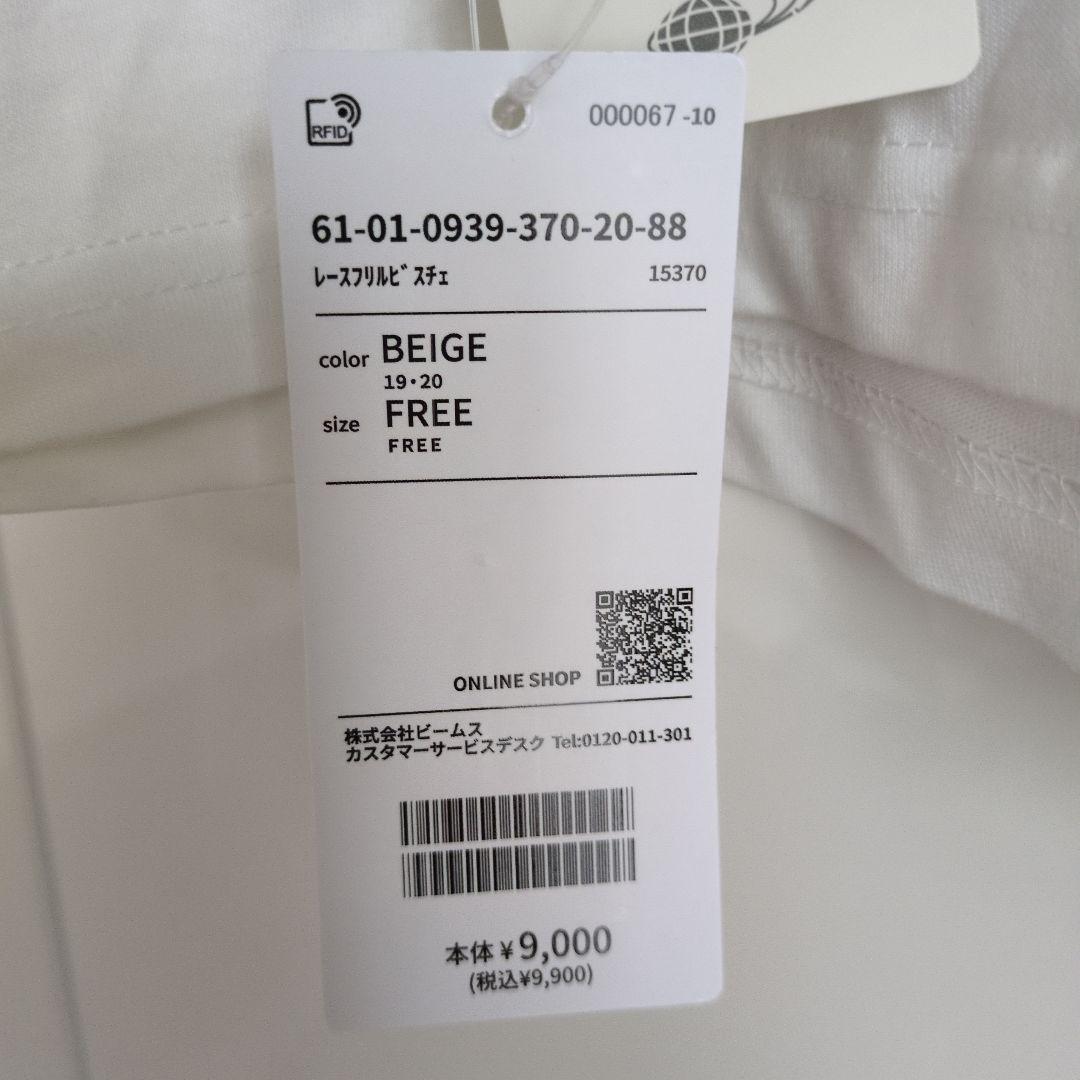 RFID
000067 -10
61-01-0939-370-20-88
ﾚｰｽﾌﾘﾙﾋﾞｽﾁｪ 15370
color BEIGE
19・20
size FREE
FREE
ONLINE SHOP
株式会社ビームス
カスタマーサービスデスク Tel:0120-011-301
本体￥9,000
(税込¥9,900)